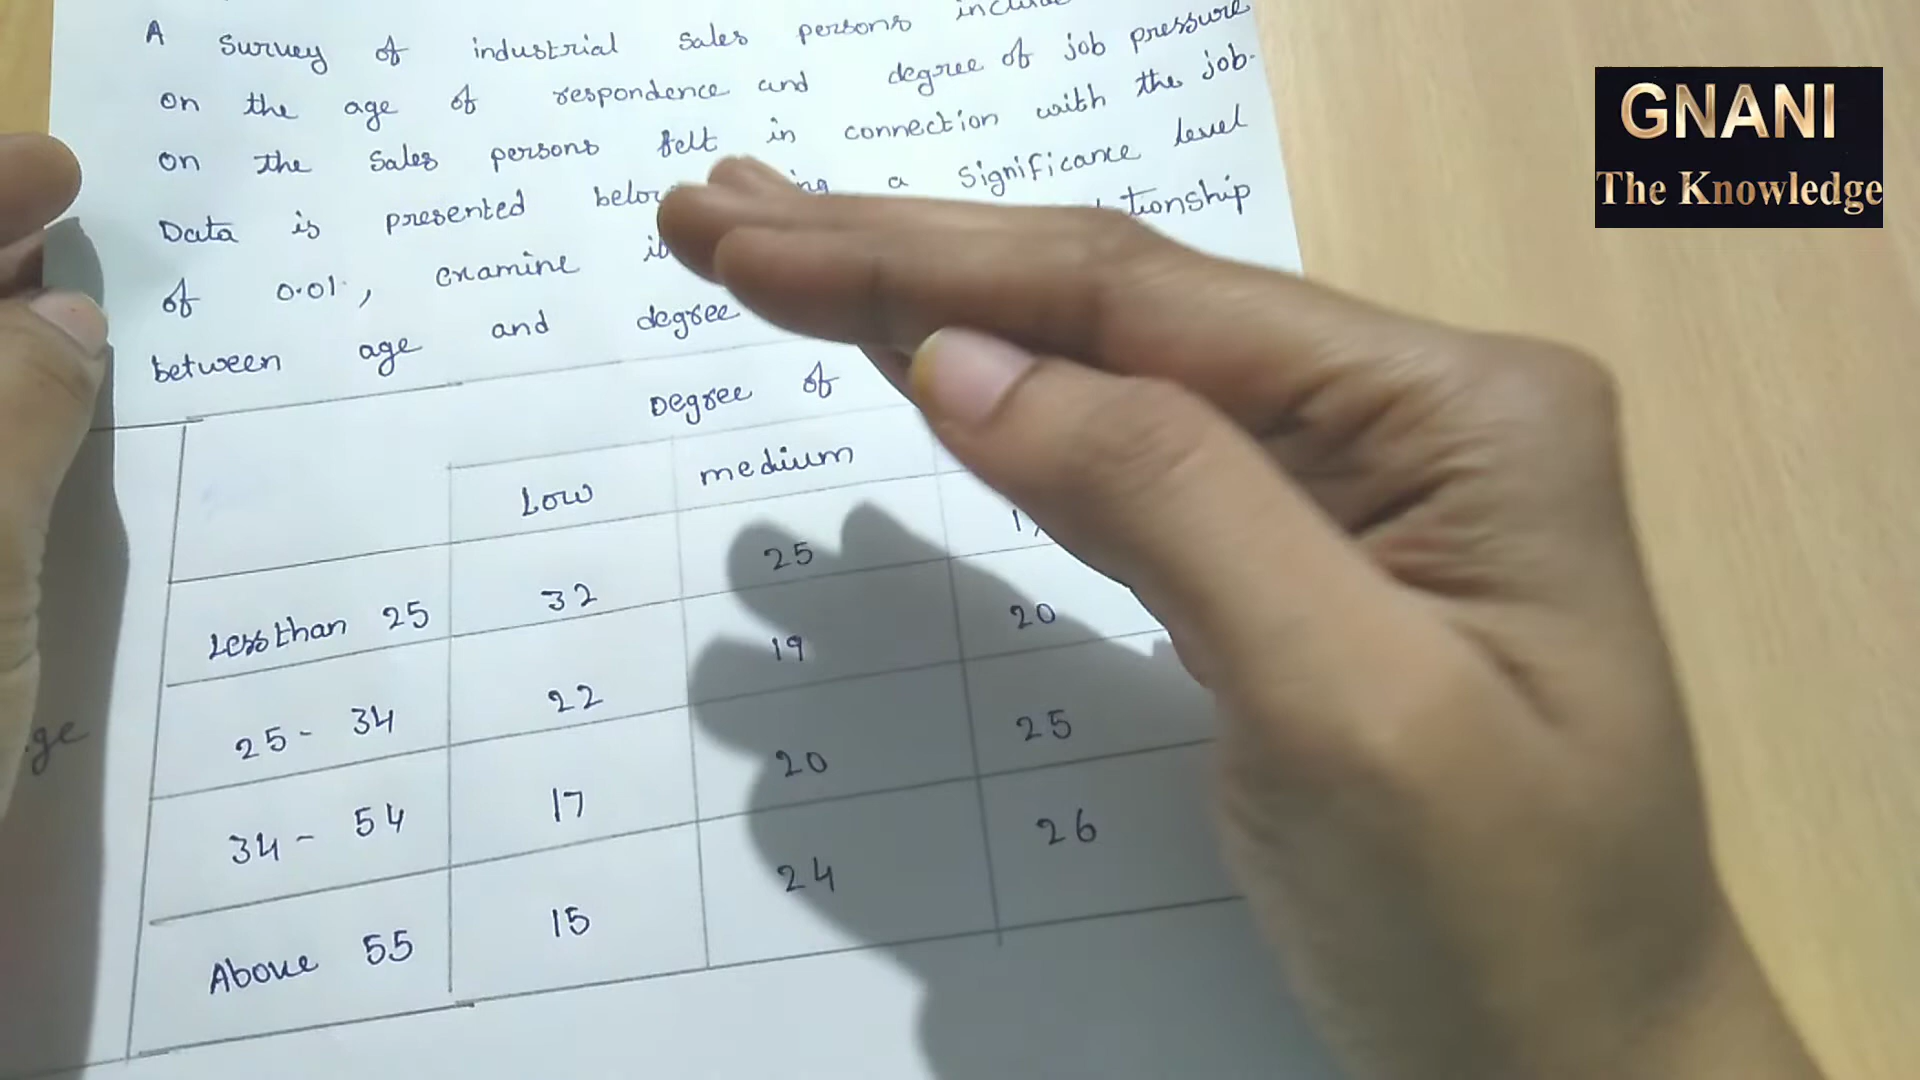 A survey of industrial sales persons
on the age of respondence and degree of job pressure
on the sales persons felt in connection with the job.
Data is presented a significance level
of 0.01, examine tionship
between age and degree
Degree of
Low medium
Less than 25 32 25
25 - 34 22 19 20
34 - 54 17 20 25
Above 55 15 24 26
GNANI
The Knowledge